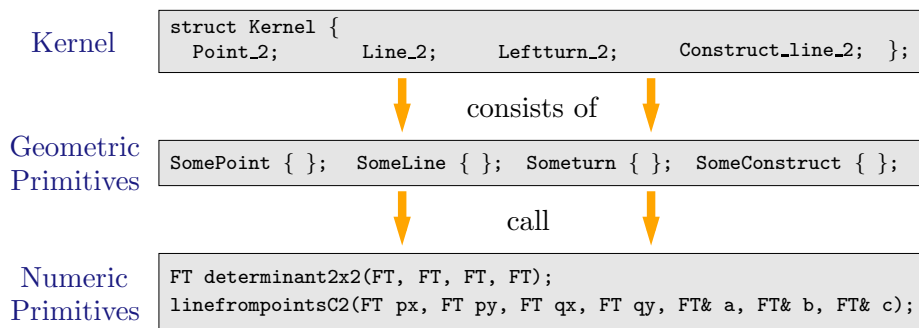 Kernel
struct Kernel {
Point_2; Line_2; Leftturn_2; Construct_line_2; };
consists of
Geometric
Primitives
SomePoint { }; SomeLine { }; Someturn { }; SomeConstruct { };
call
Numeric
Primitives
FT determinant2x2(FT, FT, FT, FT);
linefrompointsC2(FT px, FT py, FT qx, FT qy, FT& a, FT& b, FT& c);